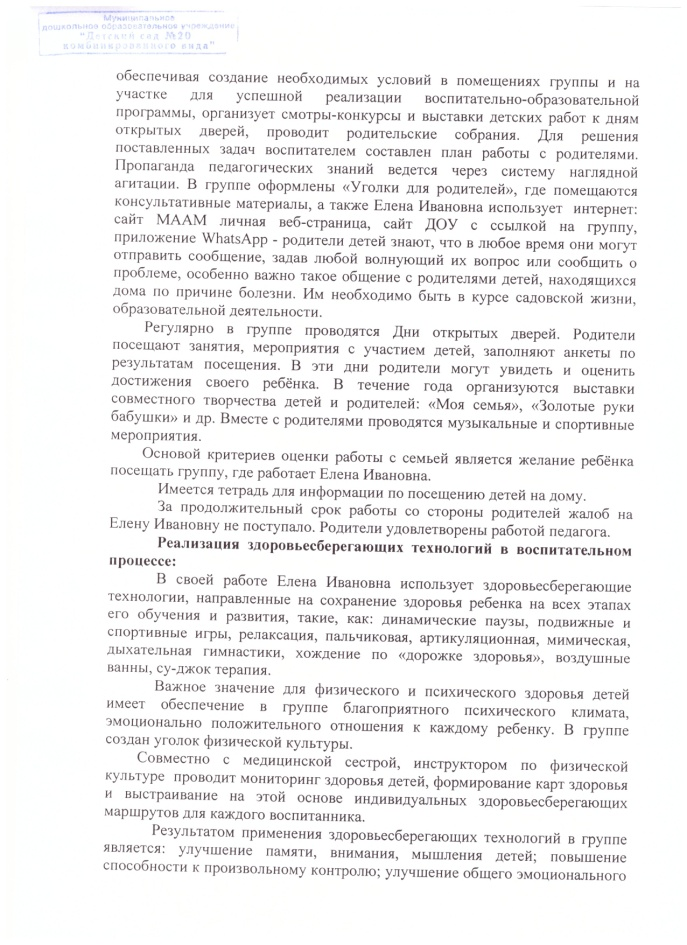 Муниципальное
дошкольное образовательное учреждение
"Детский сад №20
комбинированного вида"
обеспечивая создание необходимых условий в помещениях группы и на
участке для успешной реализации воспитательно-образовательной
программы, организует смотры-конкурсы и выставки детских работ к дням
открытых дверей, проводит родительские собрания. Для решения
поставленных задач воспитателем составлен план работы с родителями.
Пропаганда педагогических знаний ведется через систему наглядной
агитации. В группе оформлены «Уголки для родителей», где помещаются
консультативные материалы, а также Елена Ивановна использует интернет:
сайт МААМ личная веб-страница, сайт ДОУ с ссылкой на группу,
приложение WhatsApp - родители детей знают, что в любое время они могут
отправить сообщение, задав любой волнующий их вопрос или сообщить о
проблеме, особенно важно такое общение с родителями детей, находящихся
дома по причине болезни. Им необходимо быть в курсе садовской жизни,
образовательной деятельности.
Регулярно в группе проводятся Дни открытых дверей. Родители
посещают занятия, мероприятия с участием детей, заполняют анкеты по
результатам посещения. В эти дни родители могут увидеть и оценить
достижения своего ребёнка. В течение года организуются выставки
совместного творчества детей и родителей: «Моя семья», «Золотые руки
бабушки» и др. Вместе с родителями проводятся музыкальные и спортивные
мероприятия.
Основой критериев оценки работы с семьей является желание ребёнка
посещать группу, где работает Елена Ивановна.
Имеется тетрадь для информации по посещению детей на дому.
За продолжительный срок работы со стороны родителей жалоб на
Елену Ивановну не поступало. Родители удовлетворены работой педагога.
Реализация здоровьесберегающих технологий в воспитательном
процессе:
В своей работе Елена Ивановна использует здоровьесберегающие
технологии, направленные на сохранение здоровья ребенка на всех этапах
его обучения и развития, такие, как: динамические паузы, подвижные и
спортивные игры, релаксация, пальчиковая, артикуляционная, мимическая,
дыхательная гимнастики, хождение по «дорожке здоровья», воздушные
ванны, су-джок терапия.
Важное значение для физического и психического здоровья детей
имеет обеспечение в группе благоприятного психического климата,
эмоционально положительного отношения к каждому ребенку. В группе
создан уголок физической культуры.
Совместно с медицинской сестрой, инструктором по физической
культуре проводит мониторинг здоровья детей, формирование карт здоровья
и выстраивание на этой основе индивидуальных здоровьесберегающих
маршрутов для каждого воспитанника.
Результатом применения здоровьесберегающих технологий в группе
является: улучшение памяти, внимания, мышления детей; повышение
способности к произвольному контролю; улучшение общего эмоционального